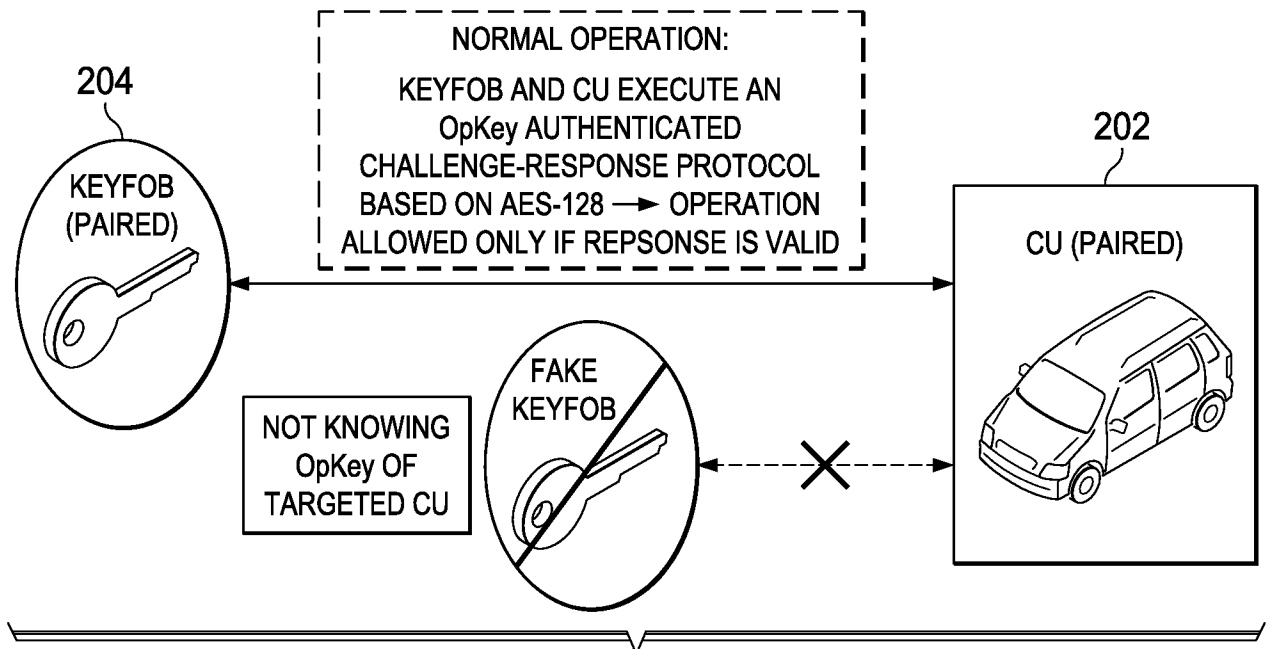 NORMAL OPERATION:
KEYFOB AND CU EXECUTE AN
OpKey AUTHENTICATED
CHALLENGE-RESPONSE PROTOCOL
BASED ON AES-128 → OPERATION
ALLOWED ONLY IF REPSONSE IS VALID
204
KEYFOB
(PAIRED)
202
CU (PAIRED)
FAKE
KEYFOB
NOT KNOWING
OpKey OF
TARGETED CU